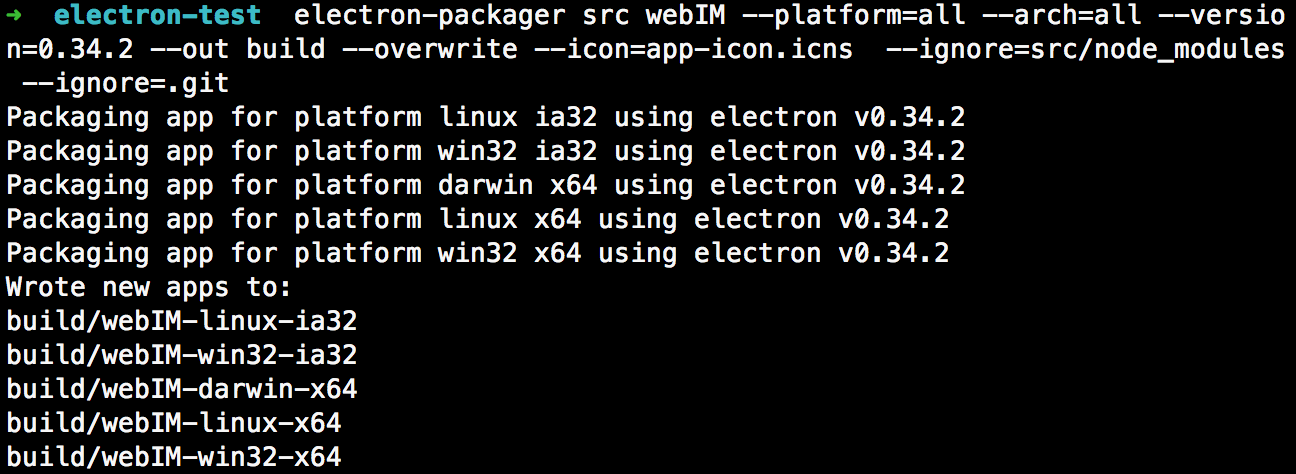 ➜  electron-test  electron-packager src webIM --platform=all --arch=all --versio
n=0.34.2 --out build --overwrite --icon=app-icon.icns  --ignore=src/node_modules
 --ignore=.git
Packaging app for platform linux ia32 using electron v0.34.2
Packaging app for platform win32 ia32 using electron v0.34.2
Packaging app for platform darwin x64 using electron v0.34.2
Packaging app for platform linux x64 using electron v0.34.2
Packaging app for platform win32 x64 using electron v0.34.2
Wrote new apps to:
build/webIM-linux-ia32
build/webIM-win32-ia32
build/webIM-darwin-x64
build/webIM-linux-x64
build/webIM-win32-x64